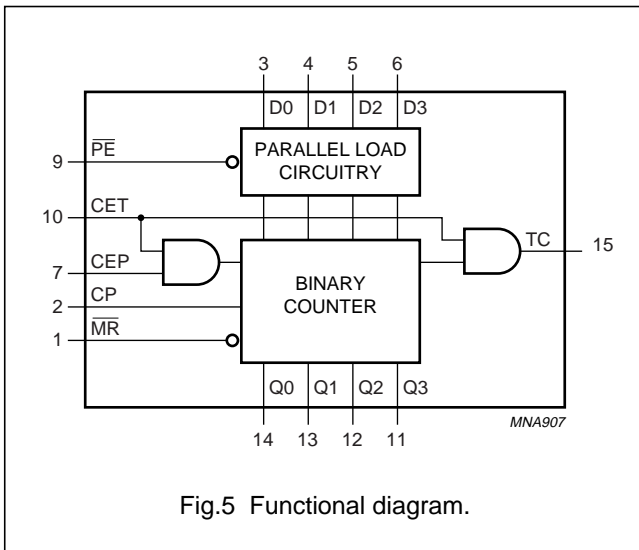 3 4 5 6
D0 D1 D2 D3
9 PE PARALLEL LOAD
CIRCUITRY
10 CET
TC 15
7 CEP
BINARY
COUNTER
2 CP
1 MR
Q0 Q1 Q2 Q3
14 13 12 11
MNA907
Fig.5 Functional diagram.